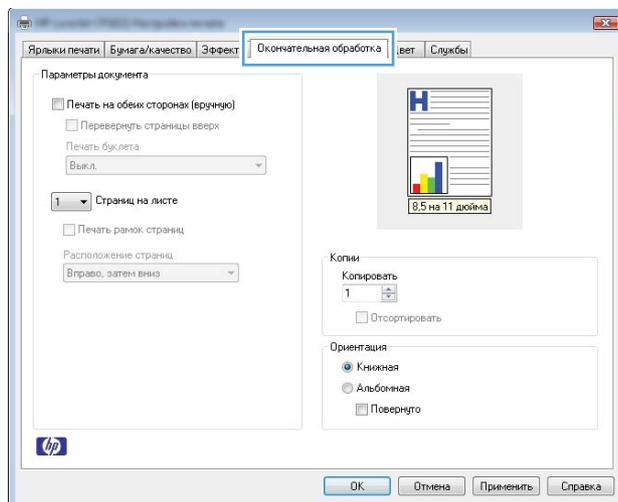 Ярлыки печати
Бумага/качество
Эффект
Окончательная обработка
вет
Службы
Параметры документа
Печать на обеих сторонах (вручную)
Перевернуть страницы вверх
Печать буклета
Выкл.
1 Страниц на листе
Печать рамок страниц
Расположение страниц
Вправо, затем вниз
H
8,5 на 11 дюйма
Копии
Копировать
1
Отсортировать
Ориентация
Книжная
Альбомная
Повернуто
hp
OK
Отмена
Применить
Справка